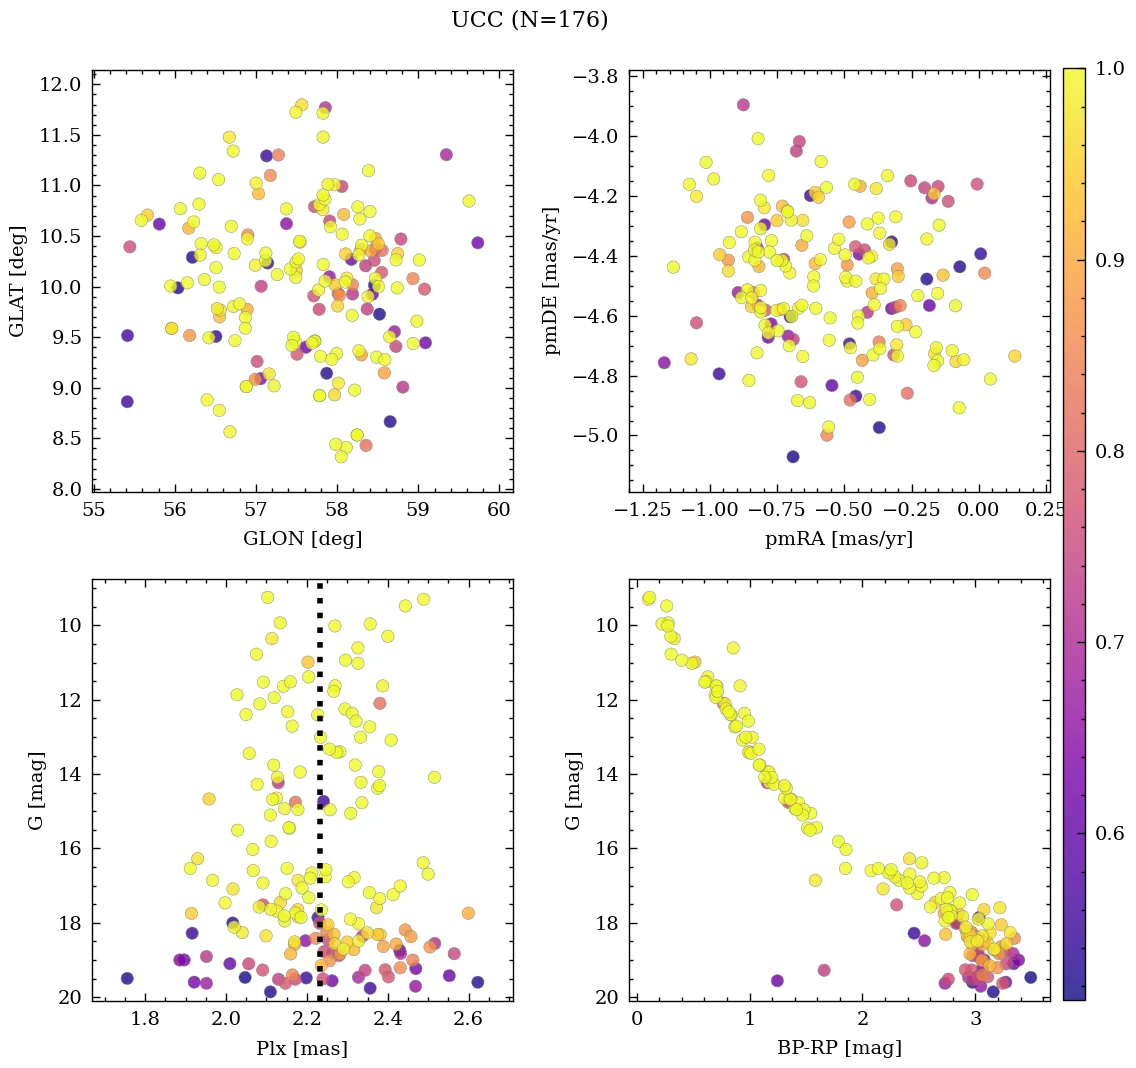 UCC (N=176)
12.0
11.5
11.0
10.5
10.0
9.5
9.0
8.5
8.0
GLAT [deg]
55 56 57 58 59 60
GLON [deg]
−3.8
−4.0
−4.2
−4.4
−4.6
−4.8
−5.0
pmDE [mas/yr]
−1.25 −1.00 −0.75 −0.50 −0.25 0.00 0.25
pmRA [mas/yr]
10
12
14
16
18
20
G [mag]
1.8 2.0 2.2 2.4 2.6
Plx [mas]
10
12
14
16
18
20
G [mag]
0 1 2 3
BP-RP [mag]
1.0
0.9
0.8
0.7
0.6